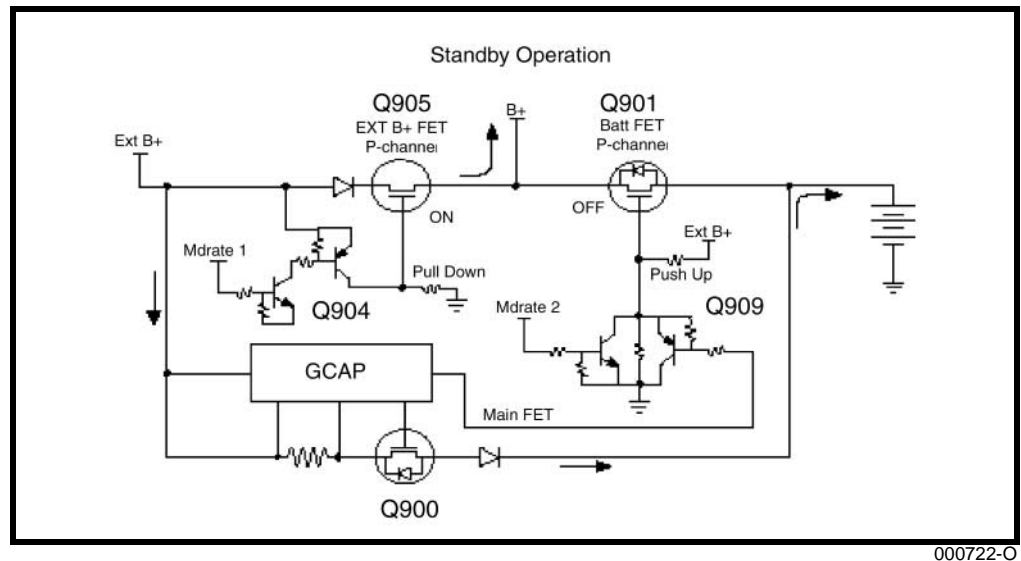 Standby Operation
Q905
EXT B+ FET
P-channel
B+
Q901
Batt FET
P-channel
Ext B+
ON
OFF
Ext B+
Mdrate 1
Pull Down
Push Up
Q904
Mdrate 2
Q909
GCAP
Main FET
Q900
000722-O